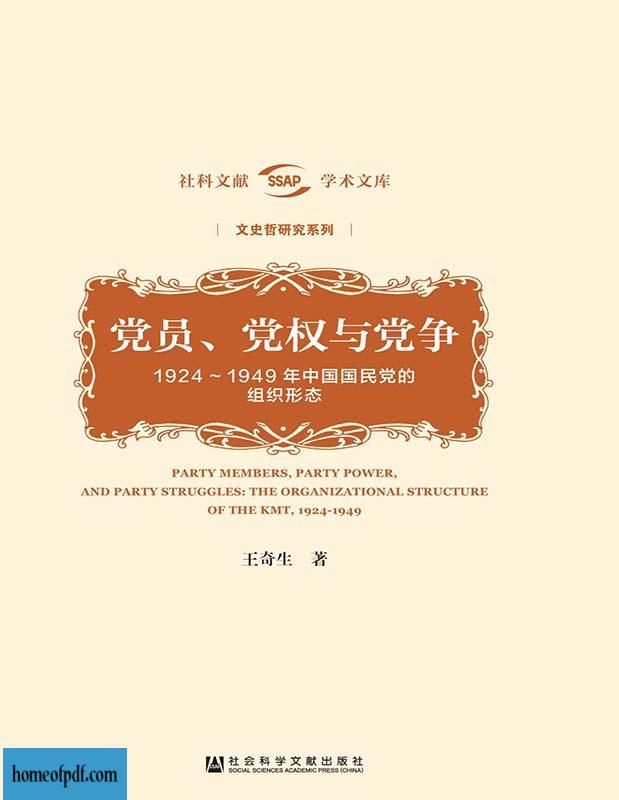 社科文献 SSAP 学术文库
文史哲研究系列
党员、党权与党争
1924～1949年中国国民党的
组织形态
PARTY MEMBERS, PARTY POWER,
AND PARTY STRUGGLES: THE ORGANIZATIONAL STRUCTURE
OF THE KMT, 1924-1949
王奇生 著
社会科学文献出版社
SOCIAL SCIENCES ACADEMIC PRESS (CHINA)
homeofpdf.com